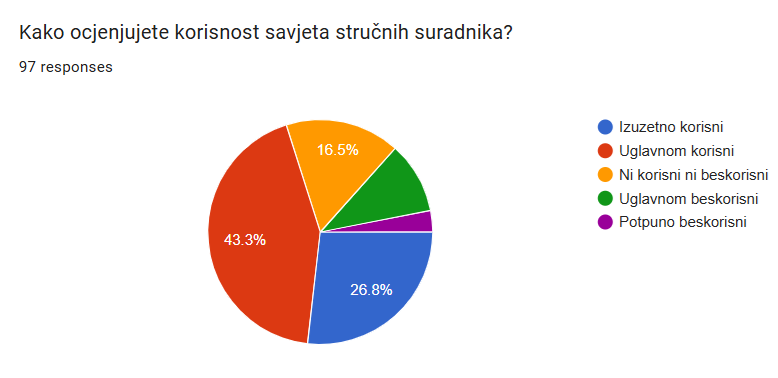 Kako ocjenjujete korisnost savjeta stručnih suradnika?
97 responses
16.5%
43.3%
26.8%
Izuzetno korisni
Uglavnom korisni
Ni korisni ni beskorisni
Uglavnom beskorisni
Potpuno beskorisni